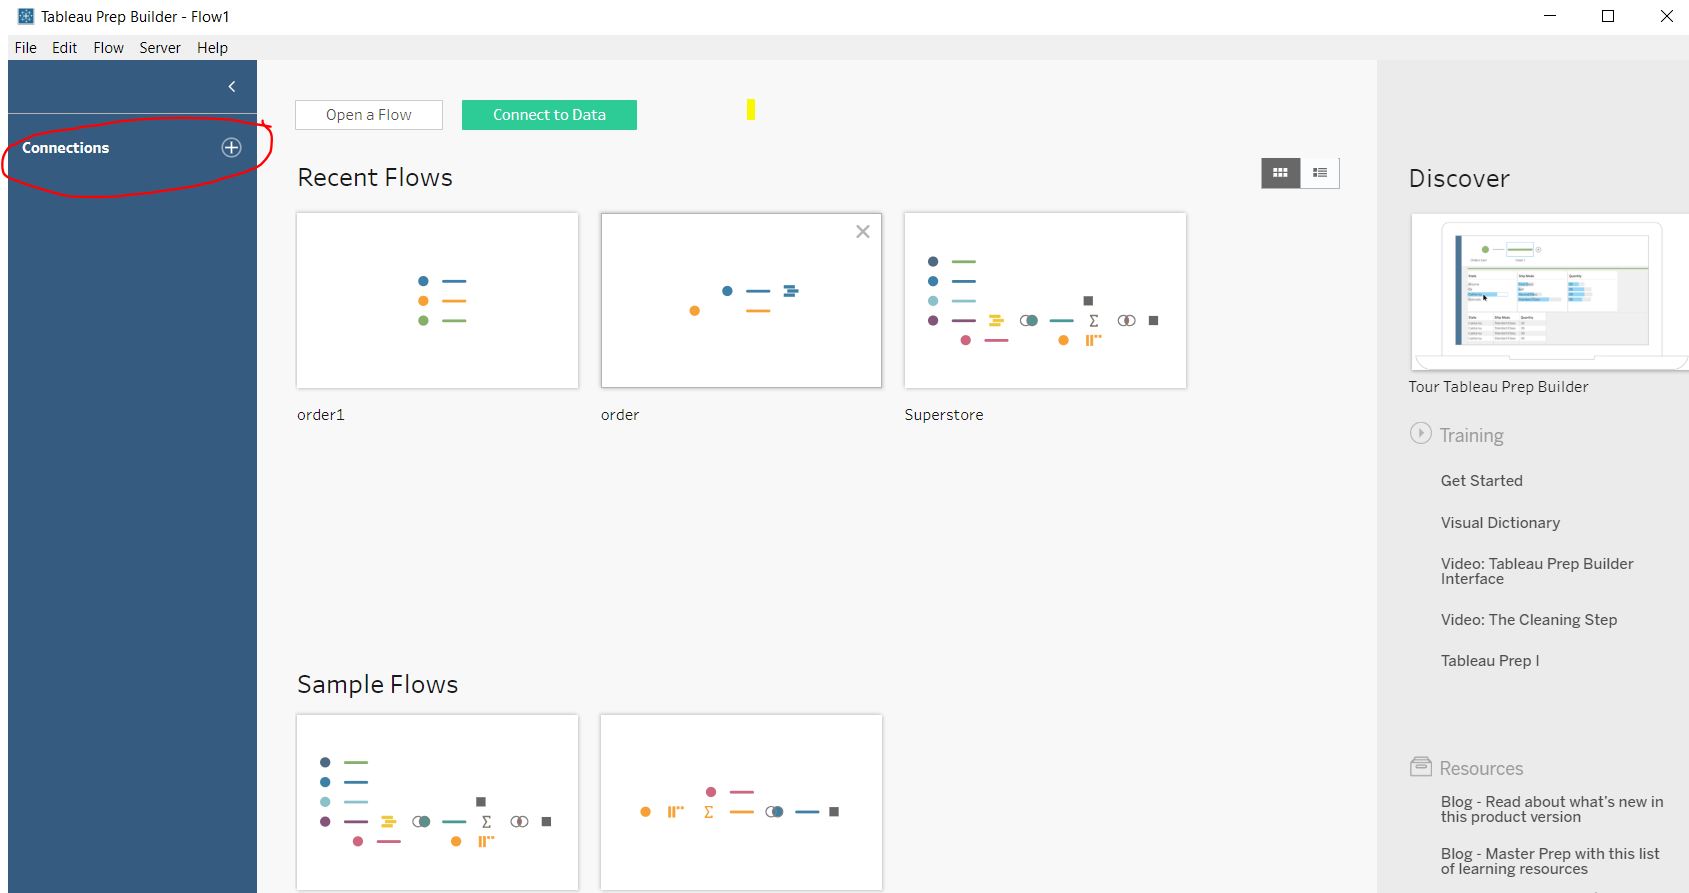 Tableau Prep Builder - Flow1
File Edit Flow Server Help
Connections
Open a Flow
Connect to Data
Recent Flows
order1
order
Superstore
Sample Flows
Discover
Tour Tableau Prep Builder
Training
Get Started
Visual Dictionary
Video: Tableau Prep Builder
Interface
Video: The Cleaning Step
Tableau Prep I
Resources
Blog - Read about what's new in
this product version
Blog - Master Prep with this list
of learning resources